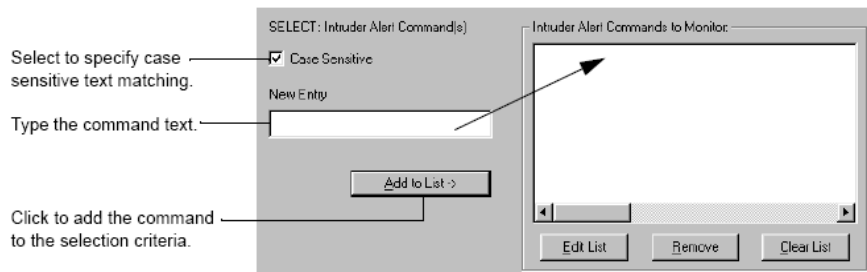 SELECT: Intruder Alert Command(s)
Intruder Alert Commands to Monitor:
Select to specify case
sensitive text matching.
Case Sensitive
New Entry
Type the command text.
Add to List ->
Click to add the command
to the selection criteria.
Edit List
Remove
Clear List